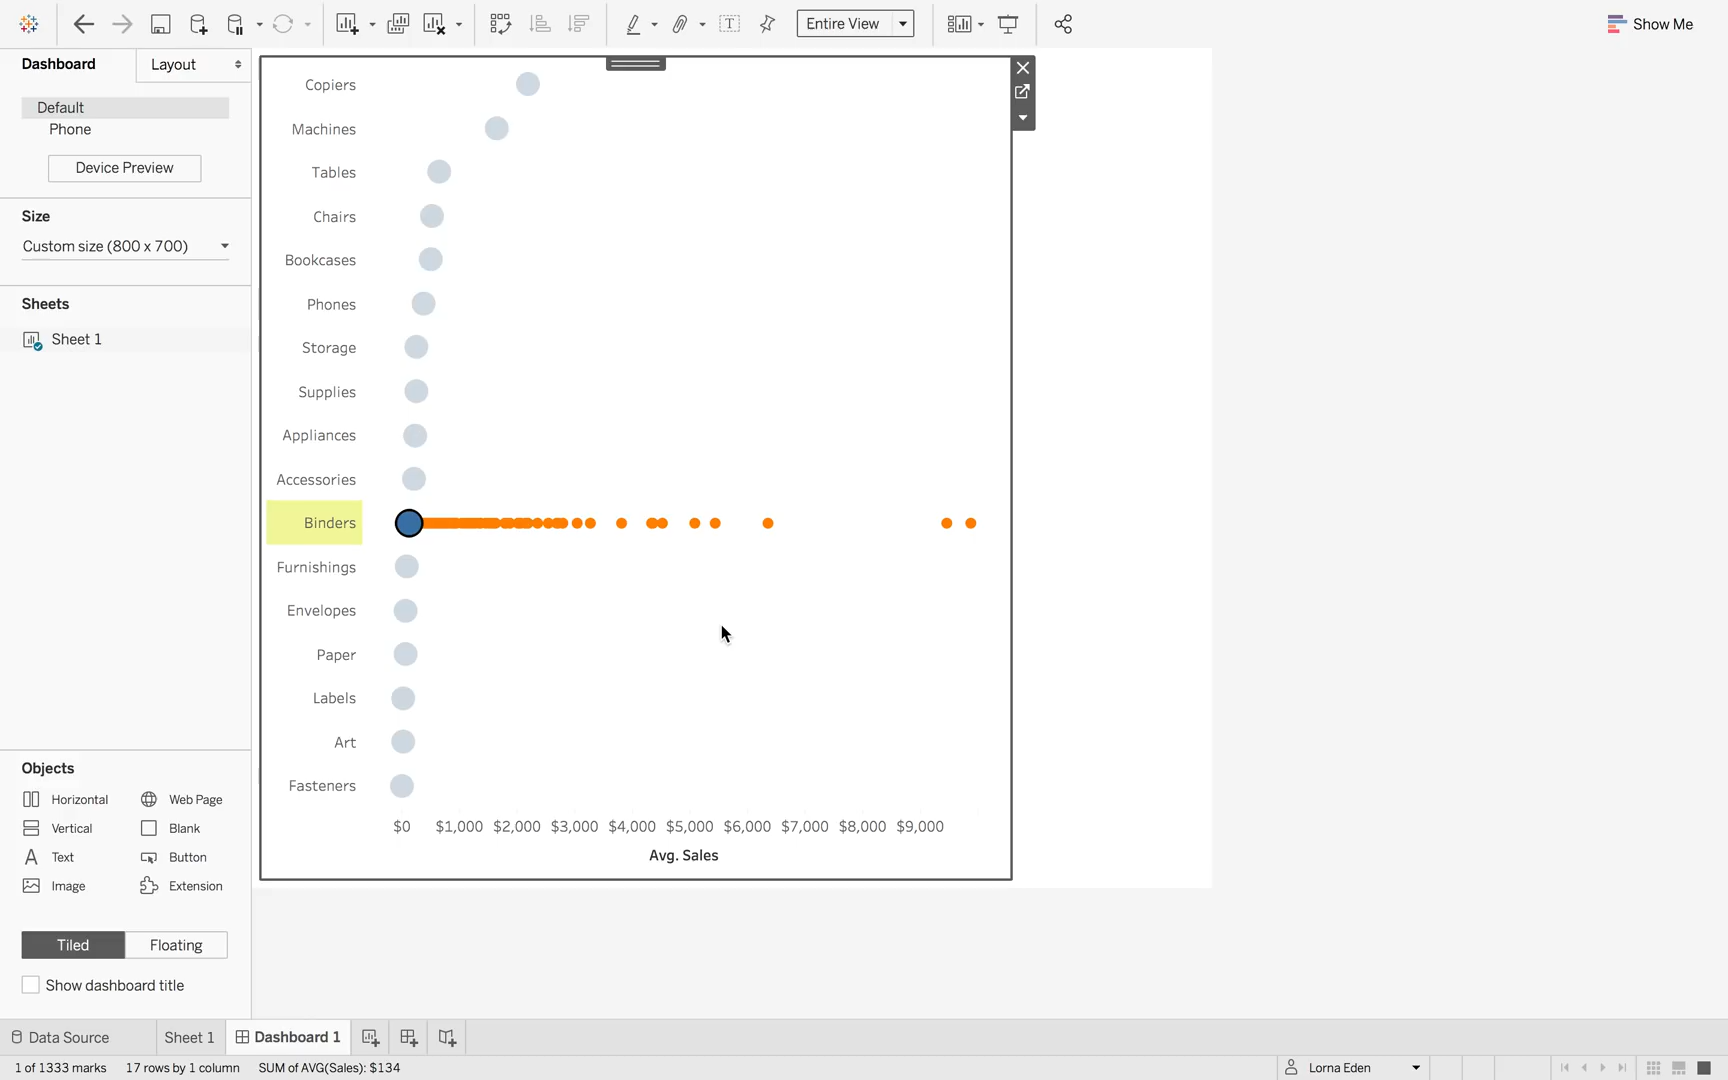 Entire View
Show Me
Dashboard
Layout
Default
Phone
Device Preview
Size
Custom size (800 x 700)
Sheets
Sheet 1
Objects
Horizontal
Web Page
Vertical
Blank
Text
Button
Image
Extension
Tiled
Floating
Show dashboard title
Copiers
Machines
Tables
Chairs
Bookcases
Phones
Storage
Supplies
Appliances
Accessories
Binders
Furnishings
Envelopes
Paper
Labels
Art
Fasteners
$0 $1,000 $2,000 $3,000 $4,000 $5,000 $6,000 $7,000 $8,000 $9,000
Avg. Sales
Data Source
Sheet 1
Dashboard 1
1 of 1333 marks
17 rows by 1 column
SUM of AVG(Sales): $134
Lorna Eden